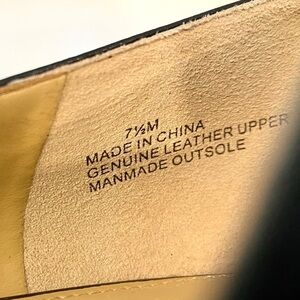 7½M
MADE IN CHINA
GENUINE LEATHER UPPER
MANMADE OUTSOLE